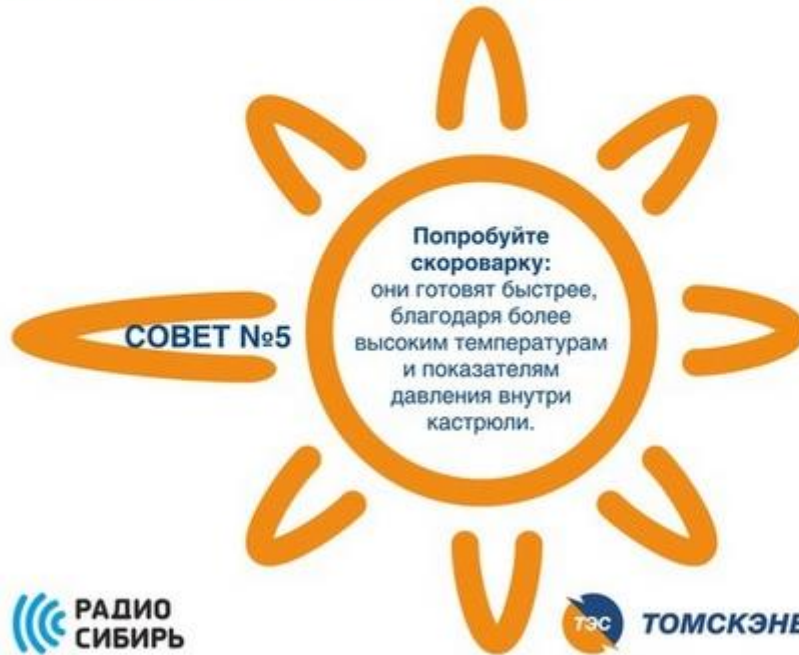 Попробуйте
скороварку:
они готовят быстрее,
благодаря более
высоким температурам
и показателям
давления внутри
кастрюли.
СОВЕТ №5
РАДИО
СИБИРЬ
ТЭС ТОМСКЭНЕ